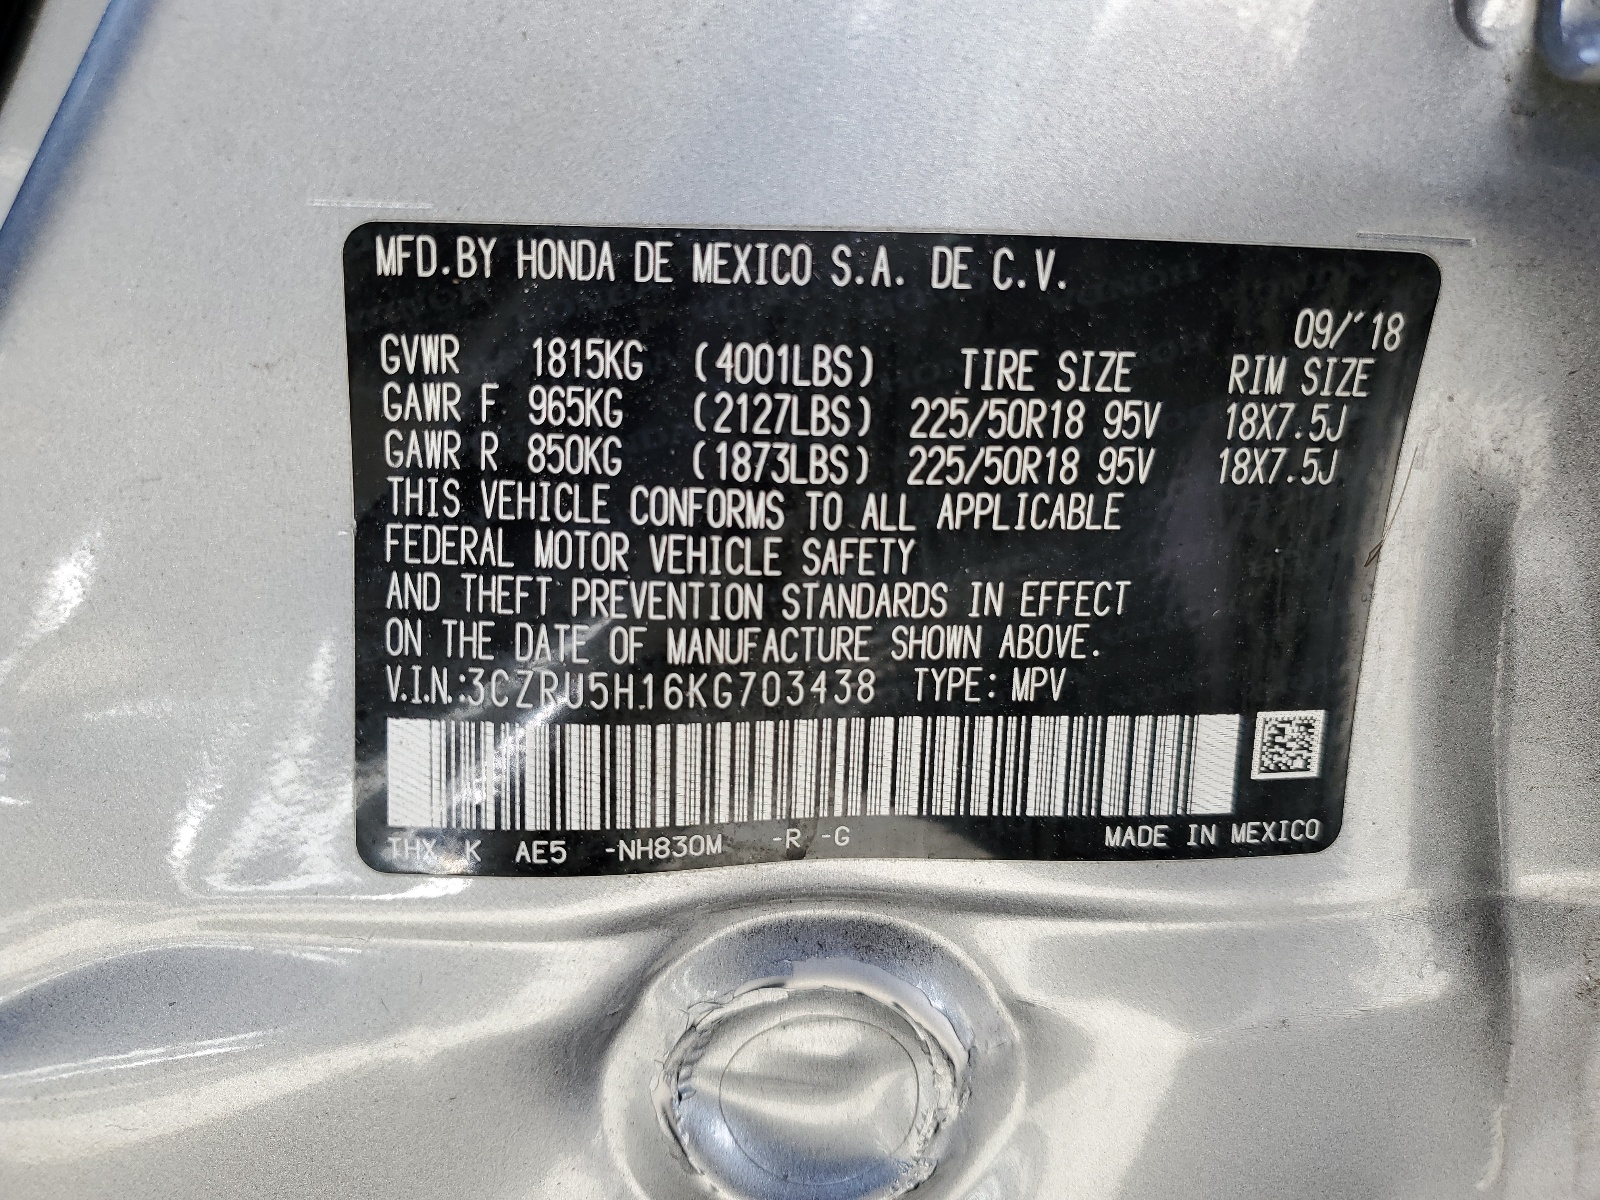 MFD.BY HONDA DE MEXICO S.A. DE C.V.
09/'18
GVWR 1815KG (4001LBS) TIRE SIZE RIM SIZE
GAWR F 965KG (2127LBS) 225/50R18 95V 18X7.5J
GAWR R 850KG (1873LBS) 225/50R18 95V 18X7.5J
THIS VEHICLE CONFORMS TO ALL APPLICABLE
FEDERAL MOTOR VEHICLE SAFETY
AND THEFT PREVENTION STANDARDS IN EFFECT
ON THE DATE OF MANUFACTURE SHOWN ABOVE.
V.I.N.:3CZRU5H16KG703438 TYPE: MPV
THX K AE5 -NH830M -R -G MADE IN MEXICO